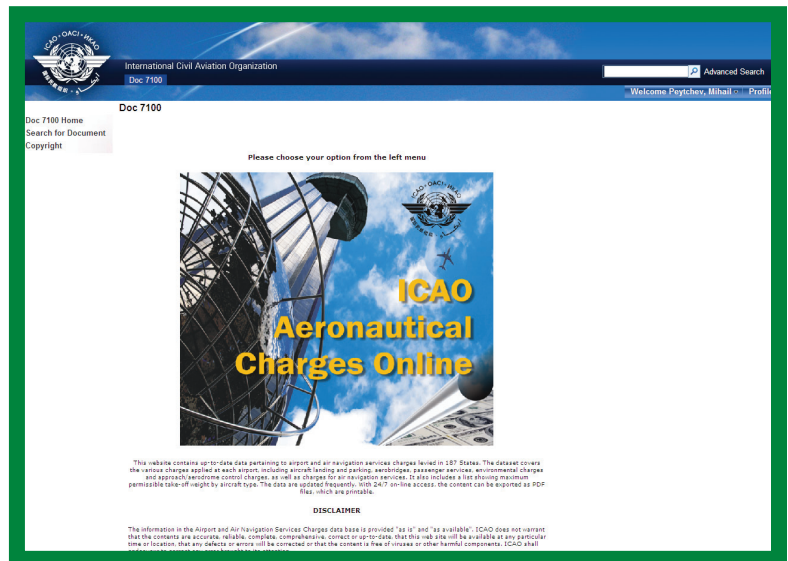 ICAO · OACI · ИКАО
International Civil Aviation Organization
Doc 7100
Advanced Search
Welcome Peytchev, Mihail
Profile
Doc 7100
Doc 7100 Home
Search for Document
Copyright
Please choose your option from the left menu
ICAO · OACI · ИКАО
ICAO
Aeronautical
Charges Online
This website contains up-to-date data pertaining to airport and air navigation services charges levied in 187 States. The dataset covers
the various charges applied at each airport, including aircraft landing and parking, aerobridges, passenger services, environmental charges
and approach/aerodrome control charges, as well as charges for air navigation services. It also includes a list showing maximum
permissible take-off weight by aircraft type. The data are updated frequently. With 24/7 on-line access, the content can be exported as PDF
files, which are printable.
DISCLAIMER
The information in the Airport and Air Navigation Services Charges data base is provided "as is" and "as available". ICAO does not warrant
that the contents are accurate, reliable, complete, comprehensive, correct or up-to-date, that this web site will be available at any particular
time or location, that any defects or errors will be corrected or that the content is free of viruses or other harmful components. ICAO shall